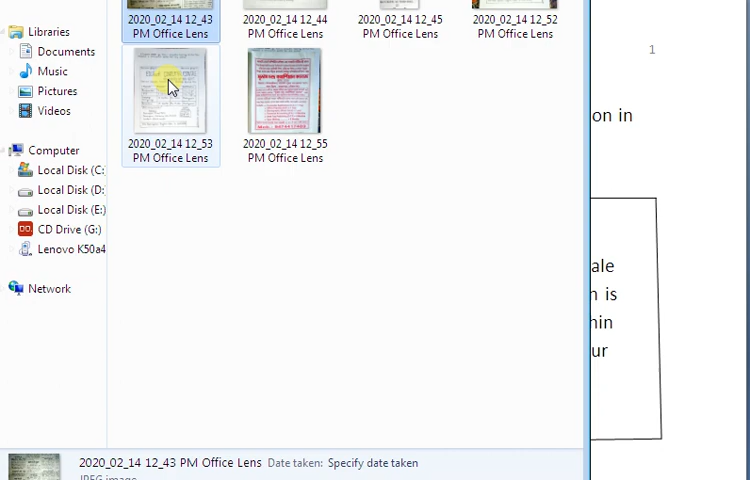 2020_02_14 12_43
PM Office Lens
2020_02_14 12_44
PM Office Lens
2020_02_14 12_45
PM Office Lens
2020_02_14 12_52
PM Office Lens
Libraries
Documents
Music
Pictures
Videos
2020_02_14 12_53
PM Office Lens
2020_02_14 12_55
PM Office Lens
Computer
Local Disk (C:
Local Disk (D:
Local Disk (E:)
DO.
CD Drive (G:)
Lenovo K50a4
Network
1
on in
ale
n is
hin
ur
2020_02_14 12_43 PM Office Lens Date taken: Specify date taken
JPEG image